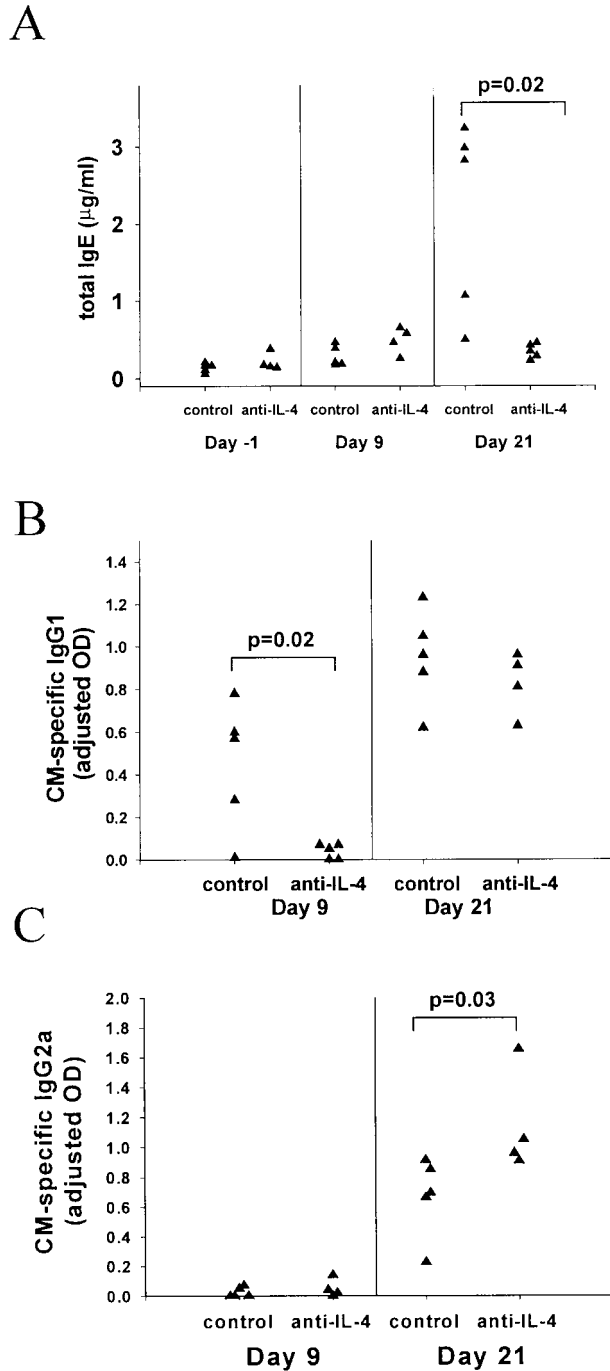 A
p=0.02
total IgE (μg/ml)
3
2
1
0
control anti-IL-4 control anti-IL-4 control anti-IL-4
Day -1 Day 9 Day 21
B
CM-specific IgG1
(adjusted OD)
1.4
1.2
1.0
0.8
0.6
0.4
0.2
0.0
p=0.02
control anti-IL-4 control anti-IL-4
Day 9 Day 21
C
CM-specific IgG2a
(adjusted OD)
2.0
1.8
1.6
1.4
1.2
1.0
0.8
0.6
0.4
0.2
0.0
p=0.03
control anti-IL-4 control anti-IL-4
Day 9 Day 21